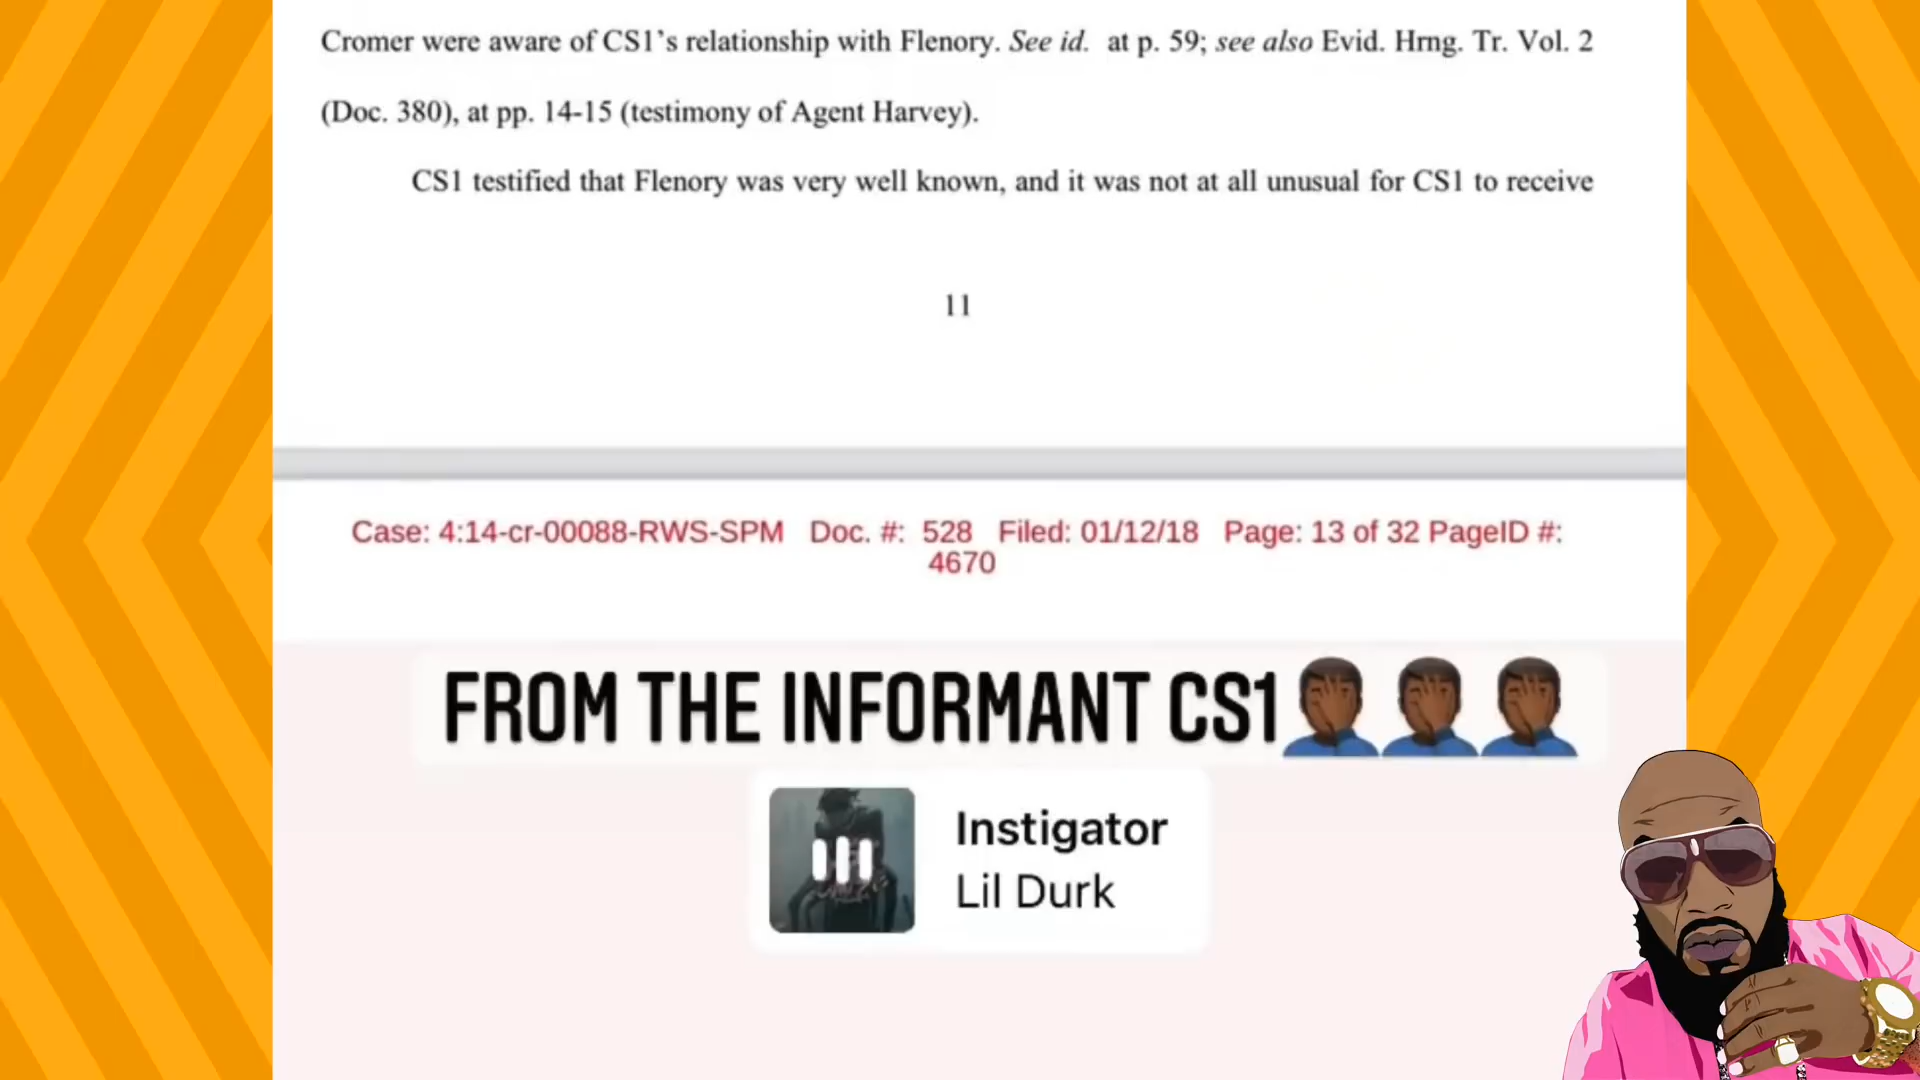 Cromer were aware of CS1's relationship with Flenory. See id. at p. 59; see also Evid. Hrng. Tr. Vol. 2
(Doc. 380), at pp. 14-15 (testimony of Agent Harvey).
CS1 testified that Flenory was very well known, and it was not at all unusual for CS1 to receive
11
Case: 4:14-cr-00088-RWS-SPM Doc. #: 528 Filed: 01/12/18 Page: 13 of 32 PageID #:
4670
FROM THE INFORMANT CS1🤦🏾‍♂️🤦🏾‍♂️🤦🏾‍♂️
Instigator
Lil Durk